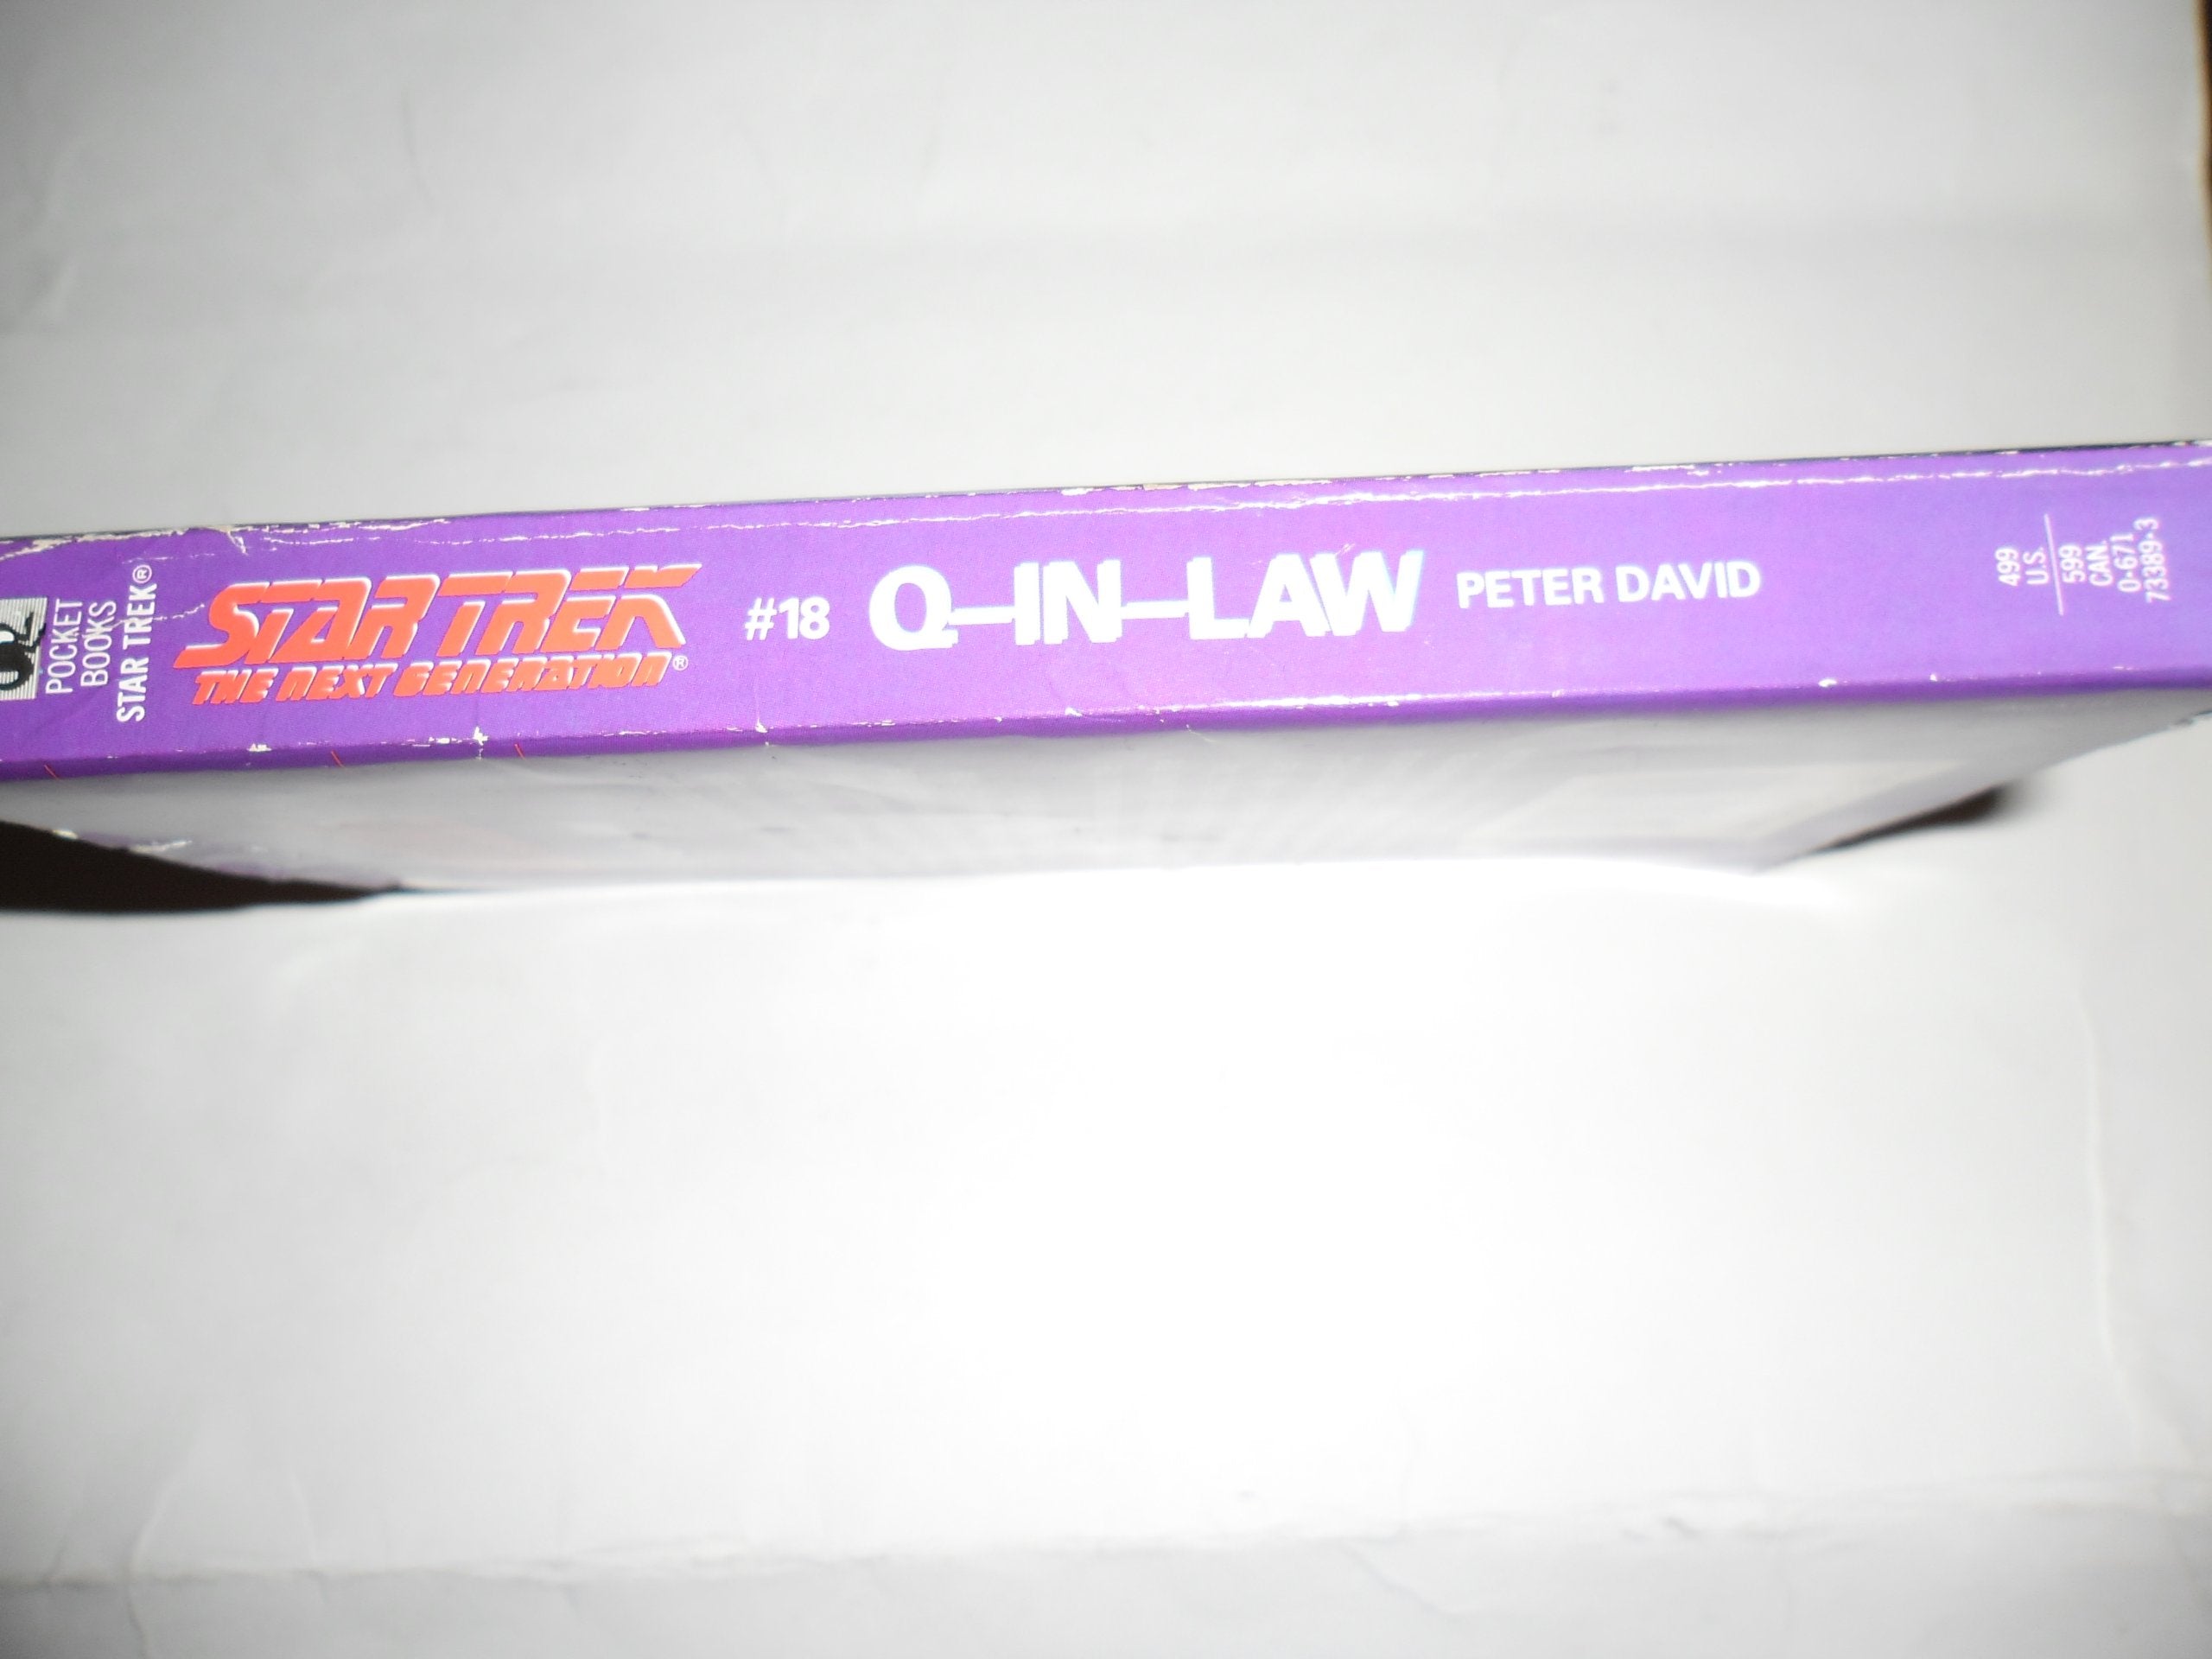 POCKET
BOOKS
STAR TREK®
STAR TREK
THE NEXT GENERATION®
#18
Q-IN-LAW
PETER DAVID
499
U.S.
599
CAN.
0-671
73389-3